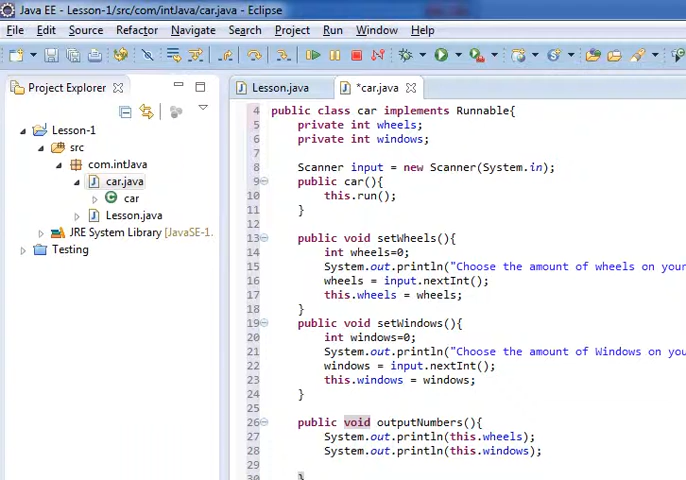 Java EE - Lesson-1/src/com/intJava/car.java - Eclipse
File Edit Source Refactor Navigate Search Project Run Window Help
Project Explorer
Lesson.java *car.java
Lesson-1
src
com.intJava
car.java
car
Lesson.java
JRE System Library [JavaSE-1.
Testing
4 public class car implements Runnable{
5 private int wheels;
6 private int windows;
7
8 Scanner input = new Scanner(System.in);
9 public car(){
10 this.run();
11 }
12
13 public void setWheels(){
14 int wheels=0;
15 System.out.println("Choose the amount of wheels on your
16 wheels = input.nextInt();
17 this.wheels = wheels;
18 }
19 public void setWindows(){
20 int windows=0;
21 System.out.println("Choose the amount of Windows on you
22 windows = input.nextInt();
23 this.windows = windows;
24 }
25
26 public void outputNumbers(){
27 System.out.println(this.wheels);
28 System.out.println(this.windows);
29
30 }